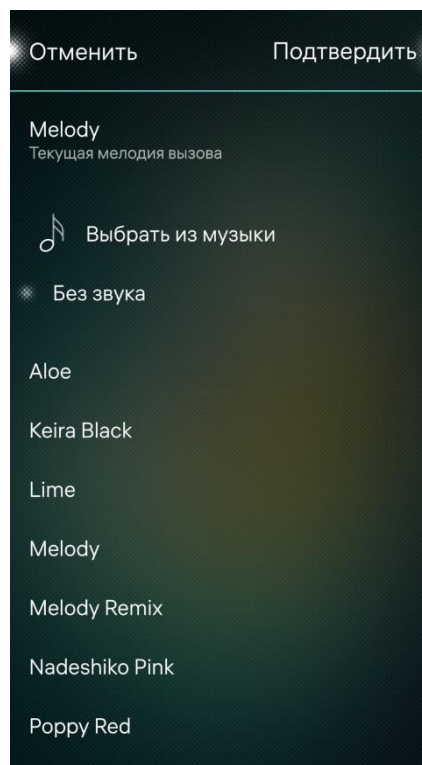 Отменить Подтвердить
Melody
Текущая мелодия вызова
Выбрать из музыки
Без звука
Aloe
Keira Black
Lime
Melody
Melody Remix
Nadeshiko Pink
Poppy Red